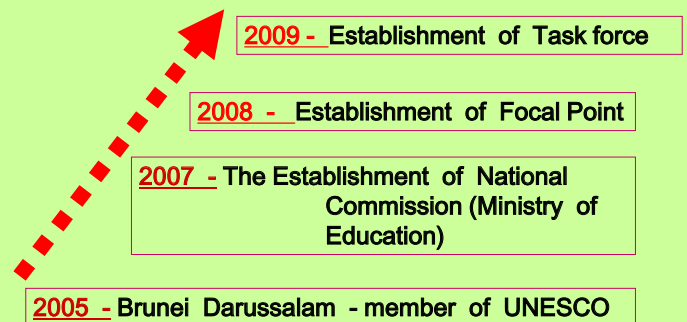 2009 - Establishment of Task force
2008 - Establishment of Focal Point
2007 - The Establishment of National
Commission (Ministry of
Education)
2005 - Brunei Darussalam - member of UNESCO